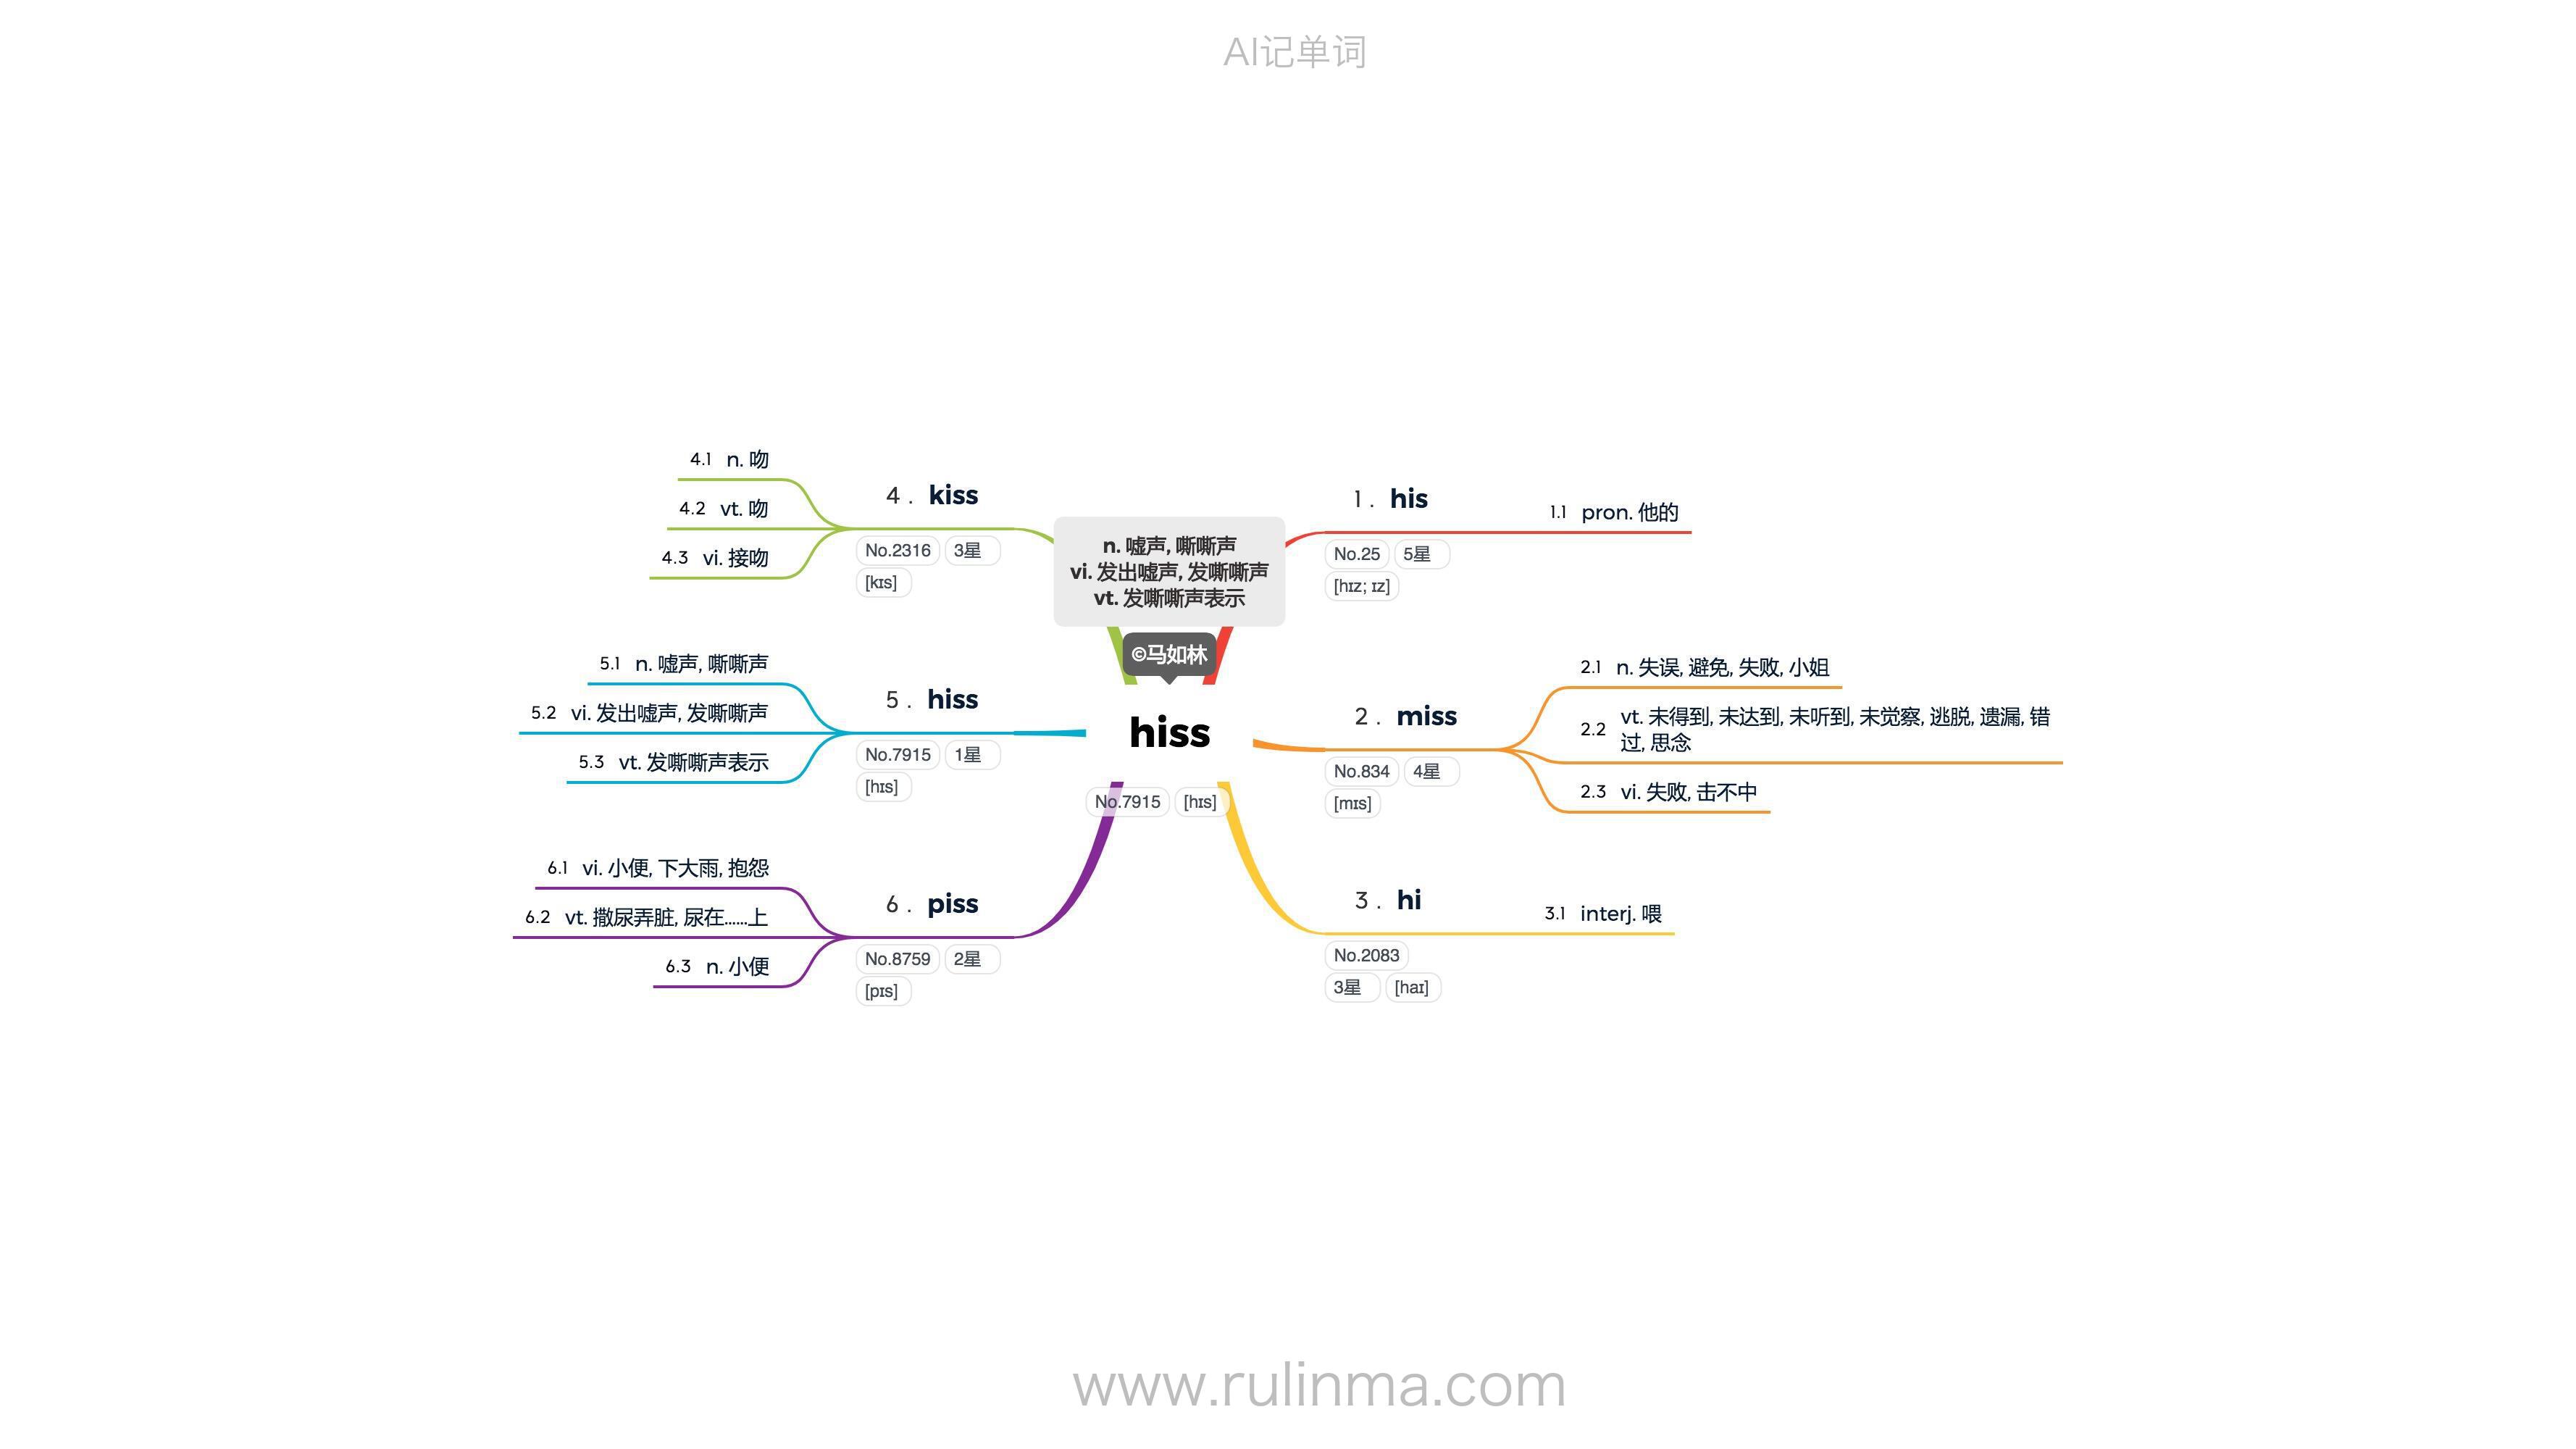 AI记单词
n. 嘘声, 嘶嘶声
vi. 发出嘘声, 发嘶嘶声
vt. 发嘶嘶声表示
©马如林
hiss
No.7915 [hɪs]
1 . his
No.25 5星
[hɪz; ɪz]
1.1 pron. 他的
2 . miss
No.834 4星
[mɪs]
2.1 n. 失误, 避免, 失败, 小姐
2.2 vt. 未得到, 未达到, 未听到, 未觉察, 逃脱, 遗漏, 错
过, 思念
2.3 vi. 失败, 击不中
3 . hi
No.2083
3星 [haɪ]
3.1 interj. 喂
4 . kiss
No.2316 3星
[kɪs]
4.1 n. 吻
4.2 vt. 吻
4.3 vi. 接吻
5 . hiss
No.7915 1星
[hɪs]
5.1 n. 嘘声, 嘶嘶声
5.2 vi. 发出嘘声, 发嘶嘶声
5.3 vt. 发嘶嘶声表示
6 . piss
No.8759 2星
[pɪs]
6.1 vi. 小便, 下大雨, 抱怨
6.2 vt. 撒尿弄脏, 尿在......上
6.3 n. 小便
www.rulinma.com